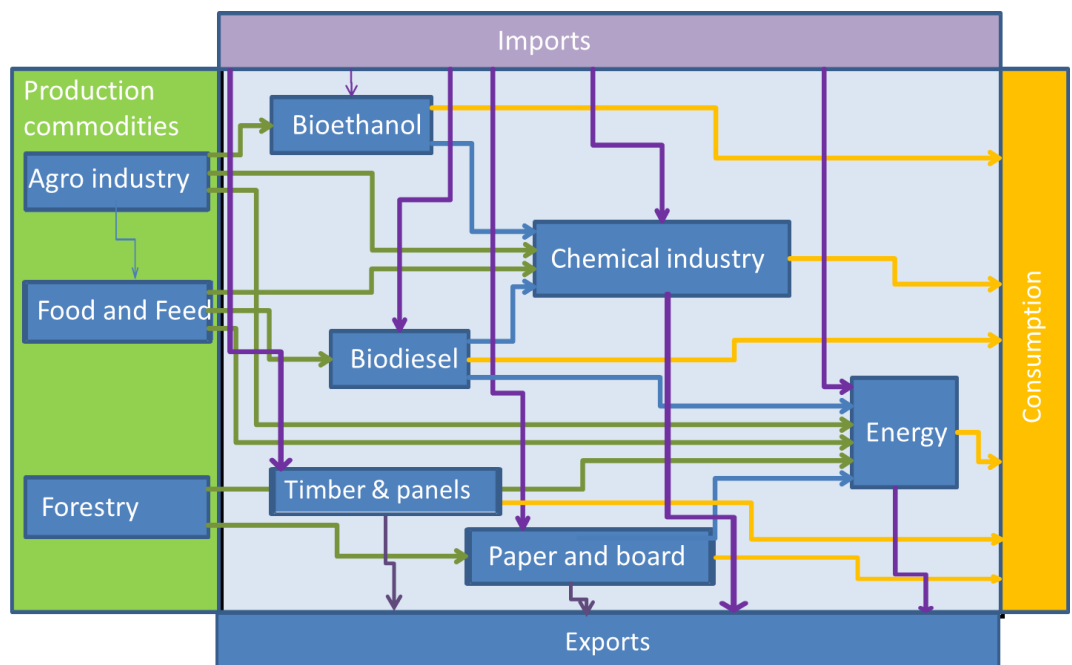 Imports
Production
commodities
Bioethanol
Agro industry
Chemical industry
Food and Feed
Biodiesel
Consumption
Energy
Timber & panels
Forestry
Paper and board
Exports